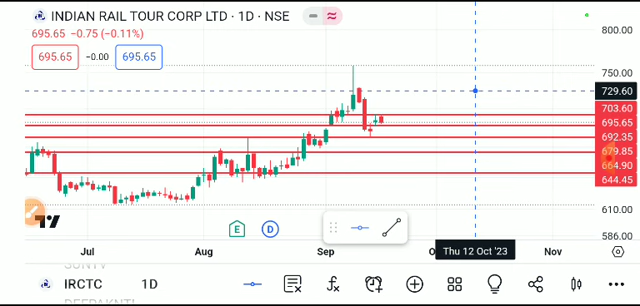 INDIAN RAIL TOUR CORP LTD · 1D · NSE
695.65 −0.75 (−0.11%)
695.65 −0.00 695.65
800.00
750.00
729.60
703.60
695.65
692.35
679.85
664.90
644.45
610.00
586.00
E D
Jul Aug Sep Thu 12 Oct '23 Nov
IRCTC 1D